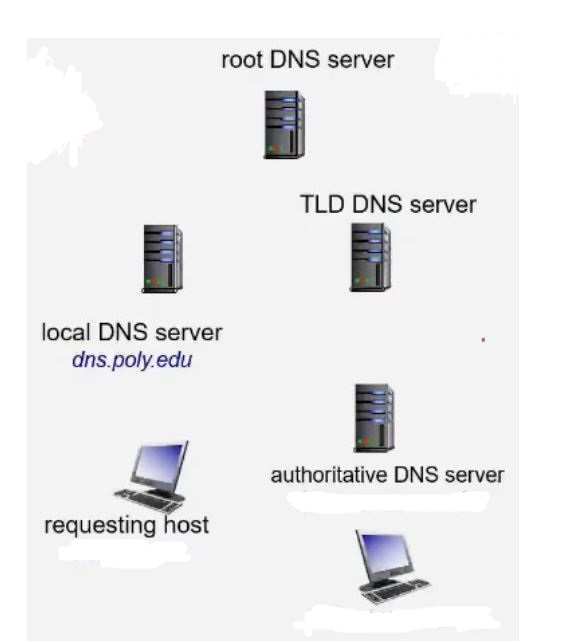 root DNS server
TLD DNS server
local DNS server
dns.poly.edu
authoritative DNS server
requesting host